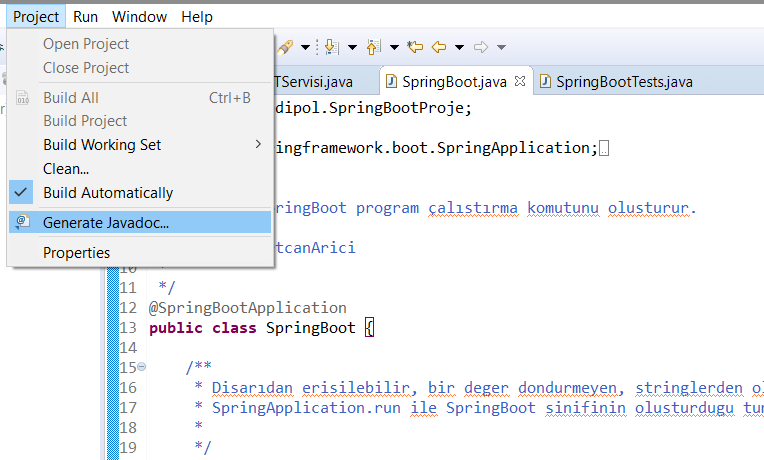 Project Run Window Help
Open Project
Close Project
Build All Ctrl+B
Build Project
Build Working Set
Clean...
Build Automatically
Generate Javadoc...
Properties
TServisi.java SpringBoot.java SpringBootTests.java
dipol.SpringBootProje;
ingframework.boot.SpringApplication;
ringBoot program çalıstırma komutunu olusturur.
tcanArici
10 *
11 */
12 @SpringBootApplication
13 public class SpringBoot {
14
15 /**
16 * Disarıdan erisilebilir, bir deger dondurmeyen, stringlerden ol
17 * SpringApplication.run ile SpringBoot sinifinin olusturdugu tu
18 *
19 */